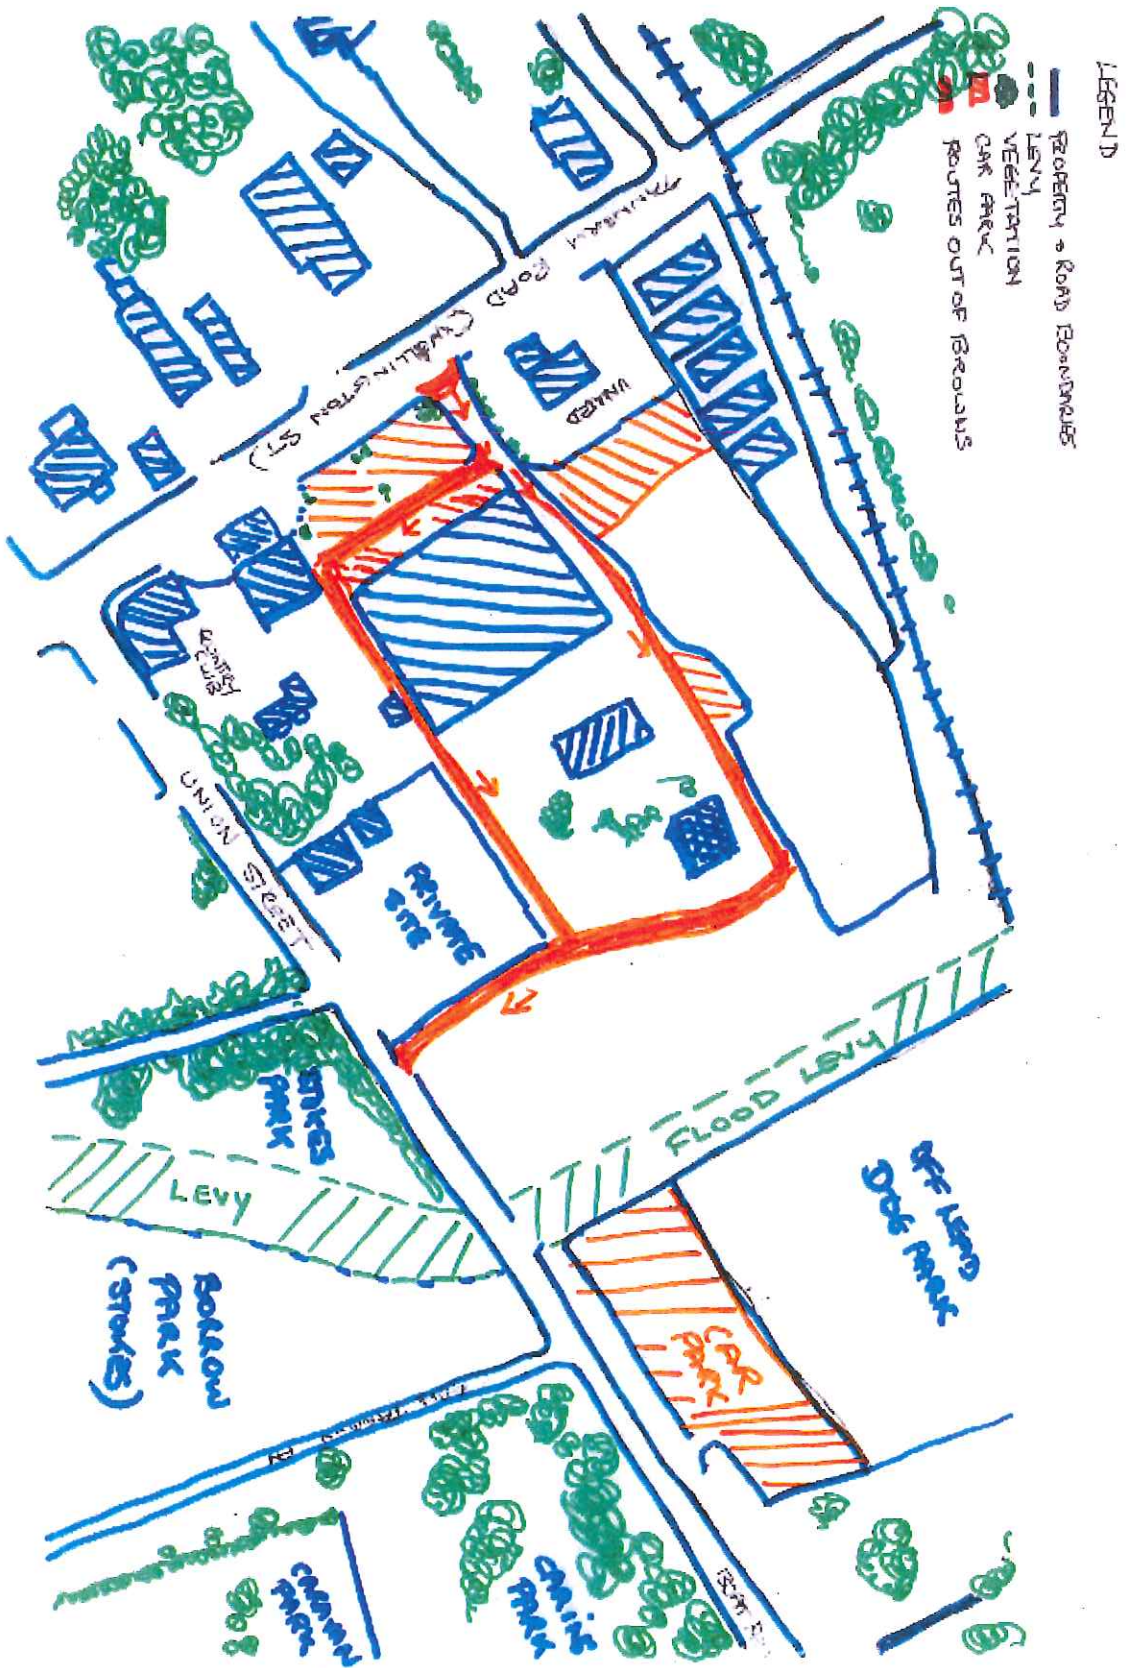 LEGEND
PROPERTY & ROAD BOUNDARIES
LEVY
VEGETATION
CAR PARK
ROUTES OUT OF BROWNS
ROAD (WELLINGTON ST)
UNITED
COUNTRY CLUB
UNION STREET
PRIVATE SITE
FLOOD LEVY
OFF LEAD
DOG PARK
CAR
PARK
STOKES
PARK
LEVY
BORROW
PARK
(STOKES)
CARAVAN
PARK
CAINS
PARK